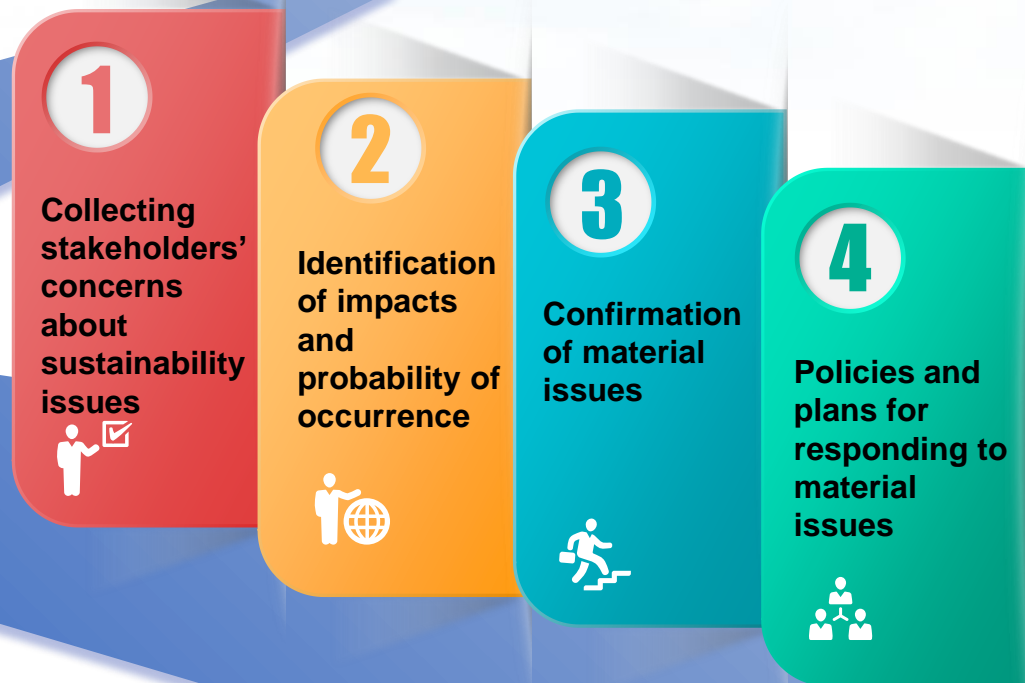 1
Collecting
stakeholders’
concerns
about
sustainability
issues
2
Identification
of impacts
and
probability of
occurrence
3
Confirmation
of material
issues
4
Policies and
plans for
responding to
material
issues